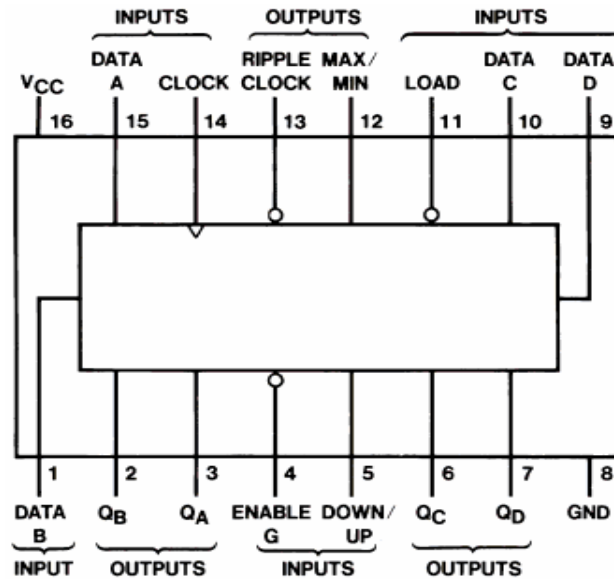 INPUTS OUTPUTS INPUTS
DATA RIPPLE MAX/ DATA DATA
VCC A CLOCK CLOCK MIN LOAD C D
16 15 14 13 12 11 10 9
1 2 3 4 5 6 7 8
DATA QB QA ENABLE DOWN/ QC QD GND
B G UP
INPUT OUTPUTS INPUTS OUTPUTS